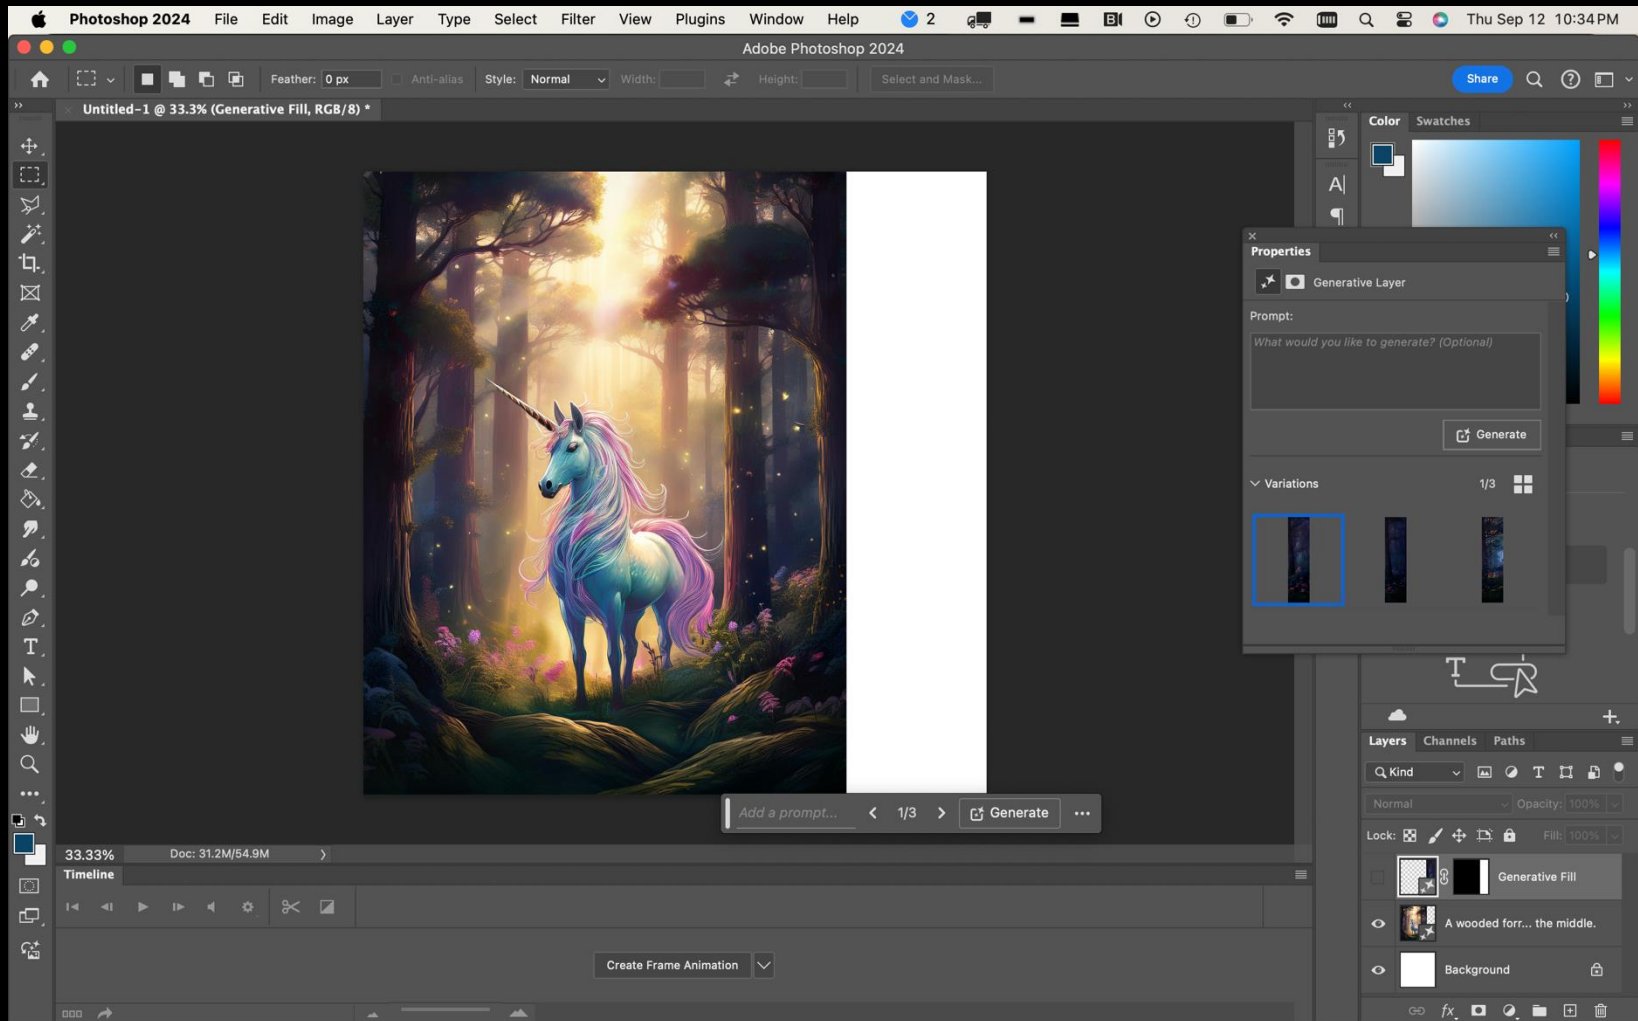 Photoshop 2024 File Edit Image Layer Type Select Filter View Plugins Window Help 2 Thu Sep 12 10:34 PM
Adobe Photoshop 2024
Feather: 0 px Anti-alias Style: Normal Width: Height: Select and Mask... Share
Untitled-1 @ 33.3% (Generative Fill, RGB/8) *
Color Swatches
Properties
Generative Layer
Prompt:
What would you like to generate? (Optional)
Generate
Variations 1/3
Add a prompt... 1/3 Generate
33.33% Doc: 31.2M/54.9M
Timeline
Create Frame Animation
Layers Channels Paths
Kind
Normal Opacity: 100%
Lock: Fill: 100%
Generative Fill
A wooded forr... the middle.
Background
fx